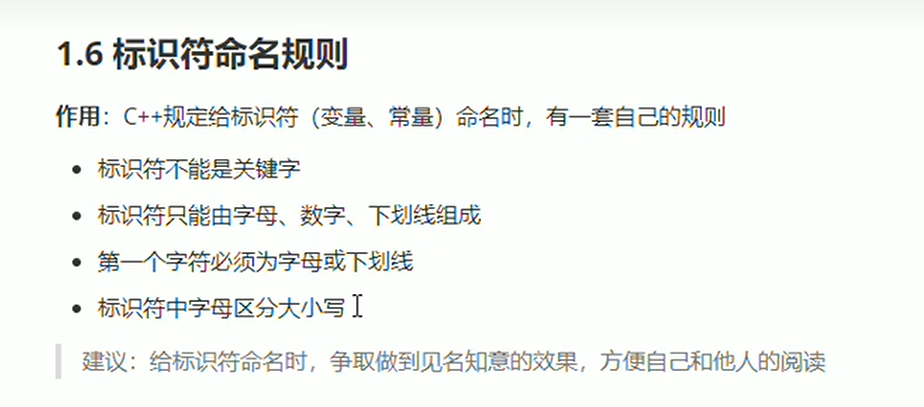 1.6 标识符命名规则
作用：C++规定给标识符（变量、常量）命名时，有一套自己的规则
标识符不能是关键字
标识符只能由字母、数字、下划线组成
第一个字符必须为字母或下划线
标识符中字母区分大小写
建议：给标识符命名时，争取做到见名知意的效果，方便自己和他人的阅读